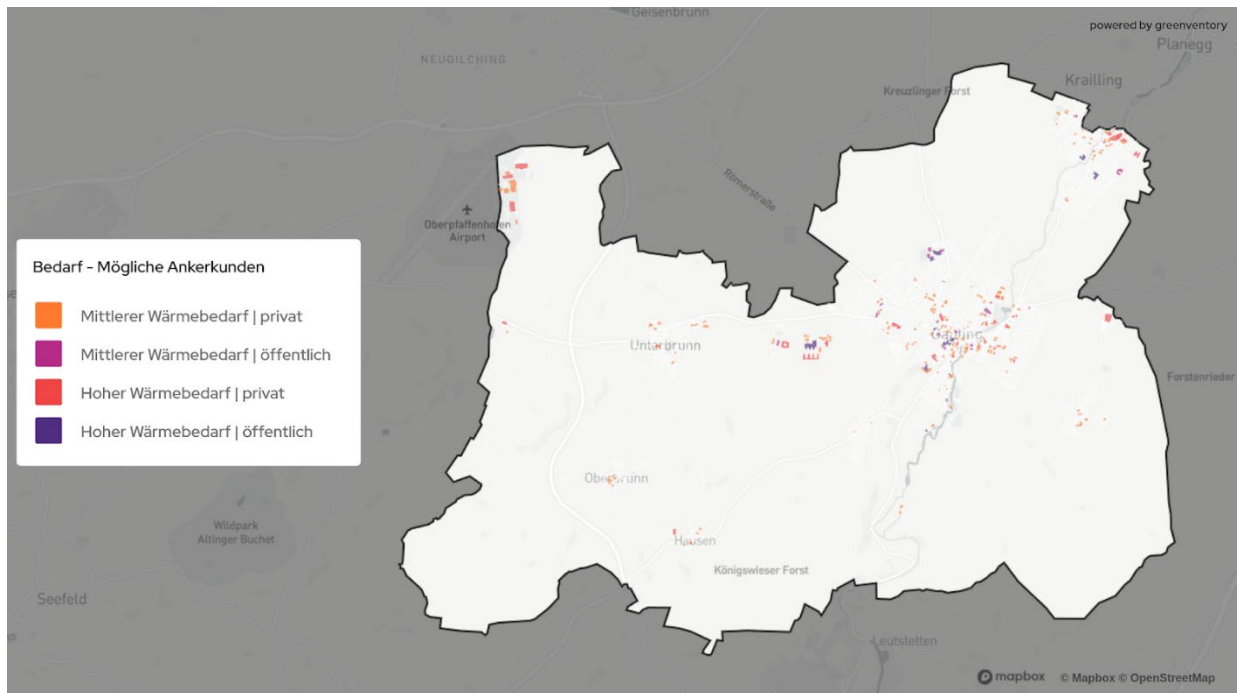 Geisenbrunn
powered by greenventory
Planegg
NEUGILCHING
Krailling
Kreuzlinger Forst
Römerstraße
Oberpfaffenhofen
Airport
Bedarf - Mögliche Ankerkunden
Mittlerer Wärmebedarf | privat
Mittlerer Wärmebedarf | öffentlich
Hoher Wärmebedarf | privat
Hoher Wärmebedarf | öffentlich
Gauting
Unterbrunn
Forstenrieder
Oberbrunn
Wildpark
Altinger Buchet
Hausen
Königswieser Forst
Seefeld
Leutstetten
mapbox © Mapbox © OpenStreetMap